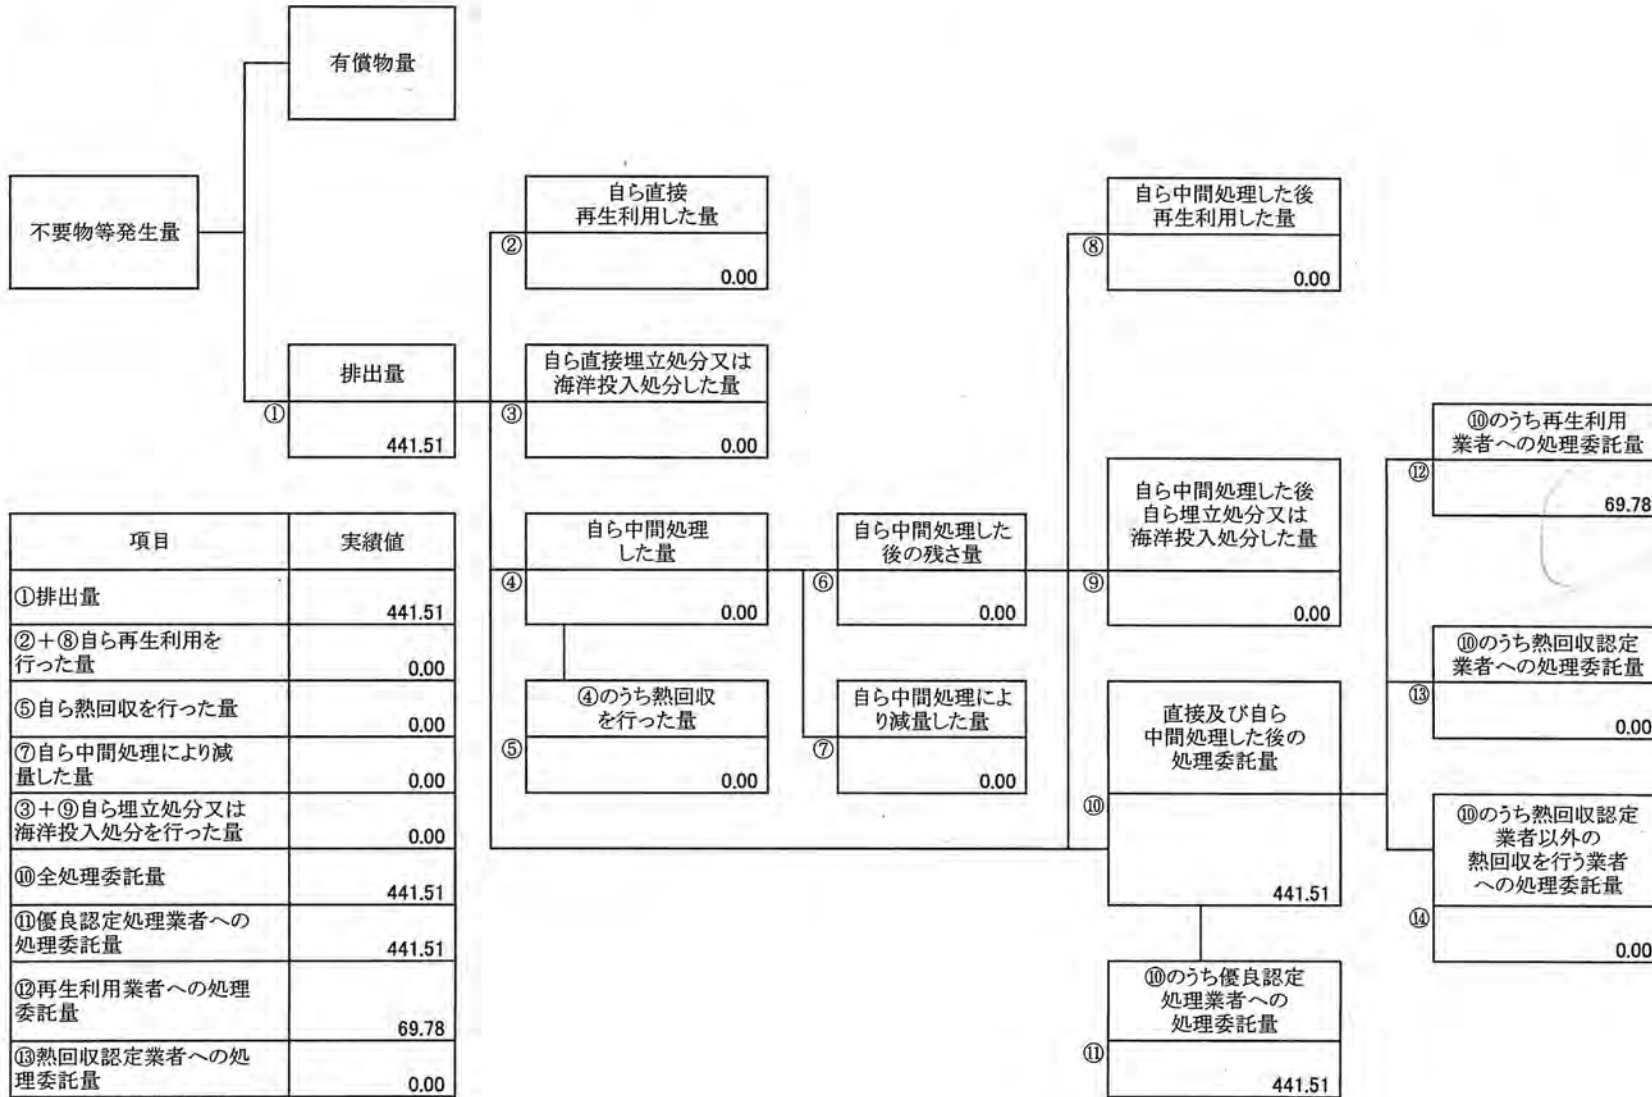 有償物量
不要物等発生量
排出量
①
441.51
自ら直接
再生利用した量
②
0.00
自ら直接埋立処分又は
海洋投入処分した量
③
0.00
自ら中間処理
した量
④
0.00
④のうち熱回収
を行った量
⑤
0.00
自ら中間処理した
後の残さ量
⑥
0.00
自ら中間処理によ
り減量した量
⑦
0.00
自ら中間処理した後
再生利用した量
⑧
0.00
自ら中間処理した後
自ら埋立処分又は
海洋投入処分した量
⑨
0.00
直接及び自ら
中間処理した後の
処理委託量
⑩
441.51
⑩のうち優良認定
処理業者への
処理委託量
⑪
441.51
⑩のうち再生利用
業者への処理委託量
⑫
69.78
⑩のうち熱回収認定
業者への処理委託量
⑬
0.00
⑩のうち熱回収認定
業者以外の
熱回収を行う業者
への処理委託量
⑭
0.00
項目 実績値
①排出量 441.51
②＋⑧自ら再生利用を
行った量 0.00
⑤自ら熱回収を行った量 0.00
⑦自ら中間処理により減
量した量 0.00
③＋⑨自ら埋立処分又は
海洋投入処分を行った量 0.00
⑩全処理委託量 441.51
⑪優良認定処理業者への
処理委託量 441.51
⑫再生利用業者への処理
委託量 69.78
⑬熱回収認定業者への処
理委託量 0.00